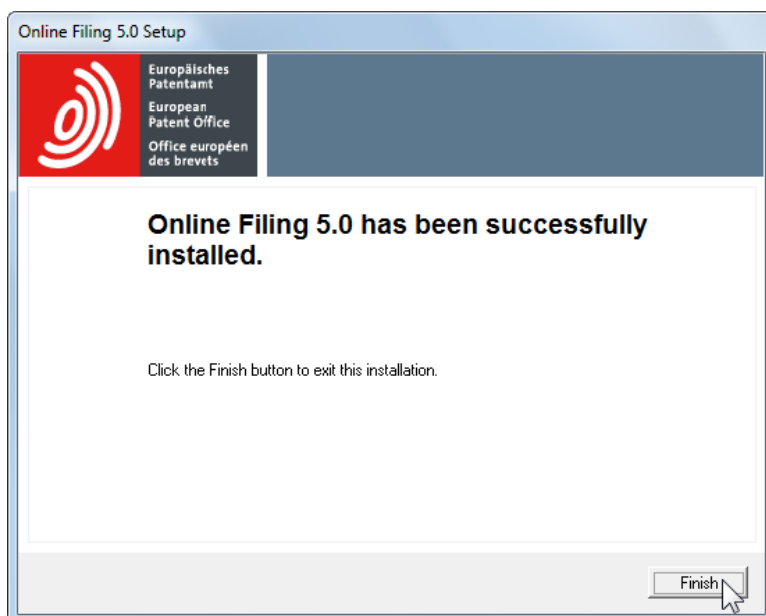 Online Filing 5.0 Setup
Europäisches
Patentamt
European
Patent Office
Office européen
des brevets
Online Filing 5.0 has been successfully
installed.
Click the Finish button to exit this installation.
Finish